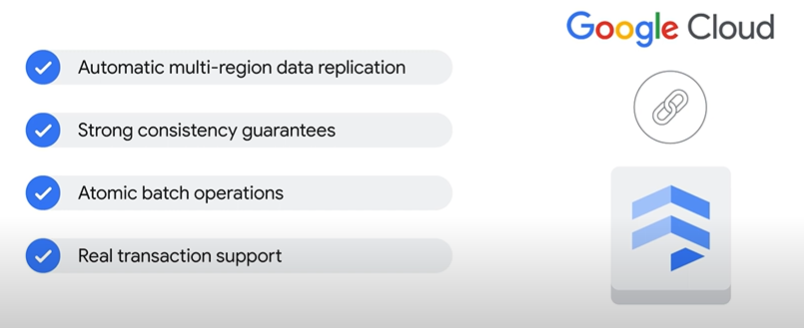 Google Cloud
Automatic multi-region data replication
Strong consistency guarantees
Atomic batch operations
Real transaction support